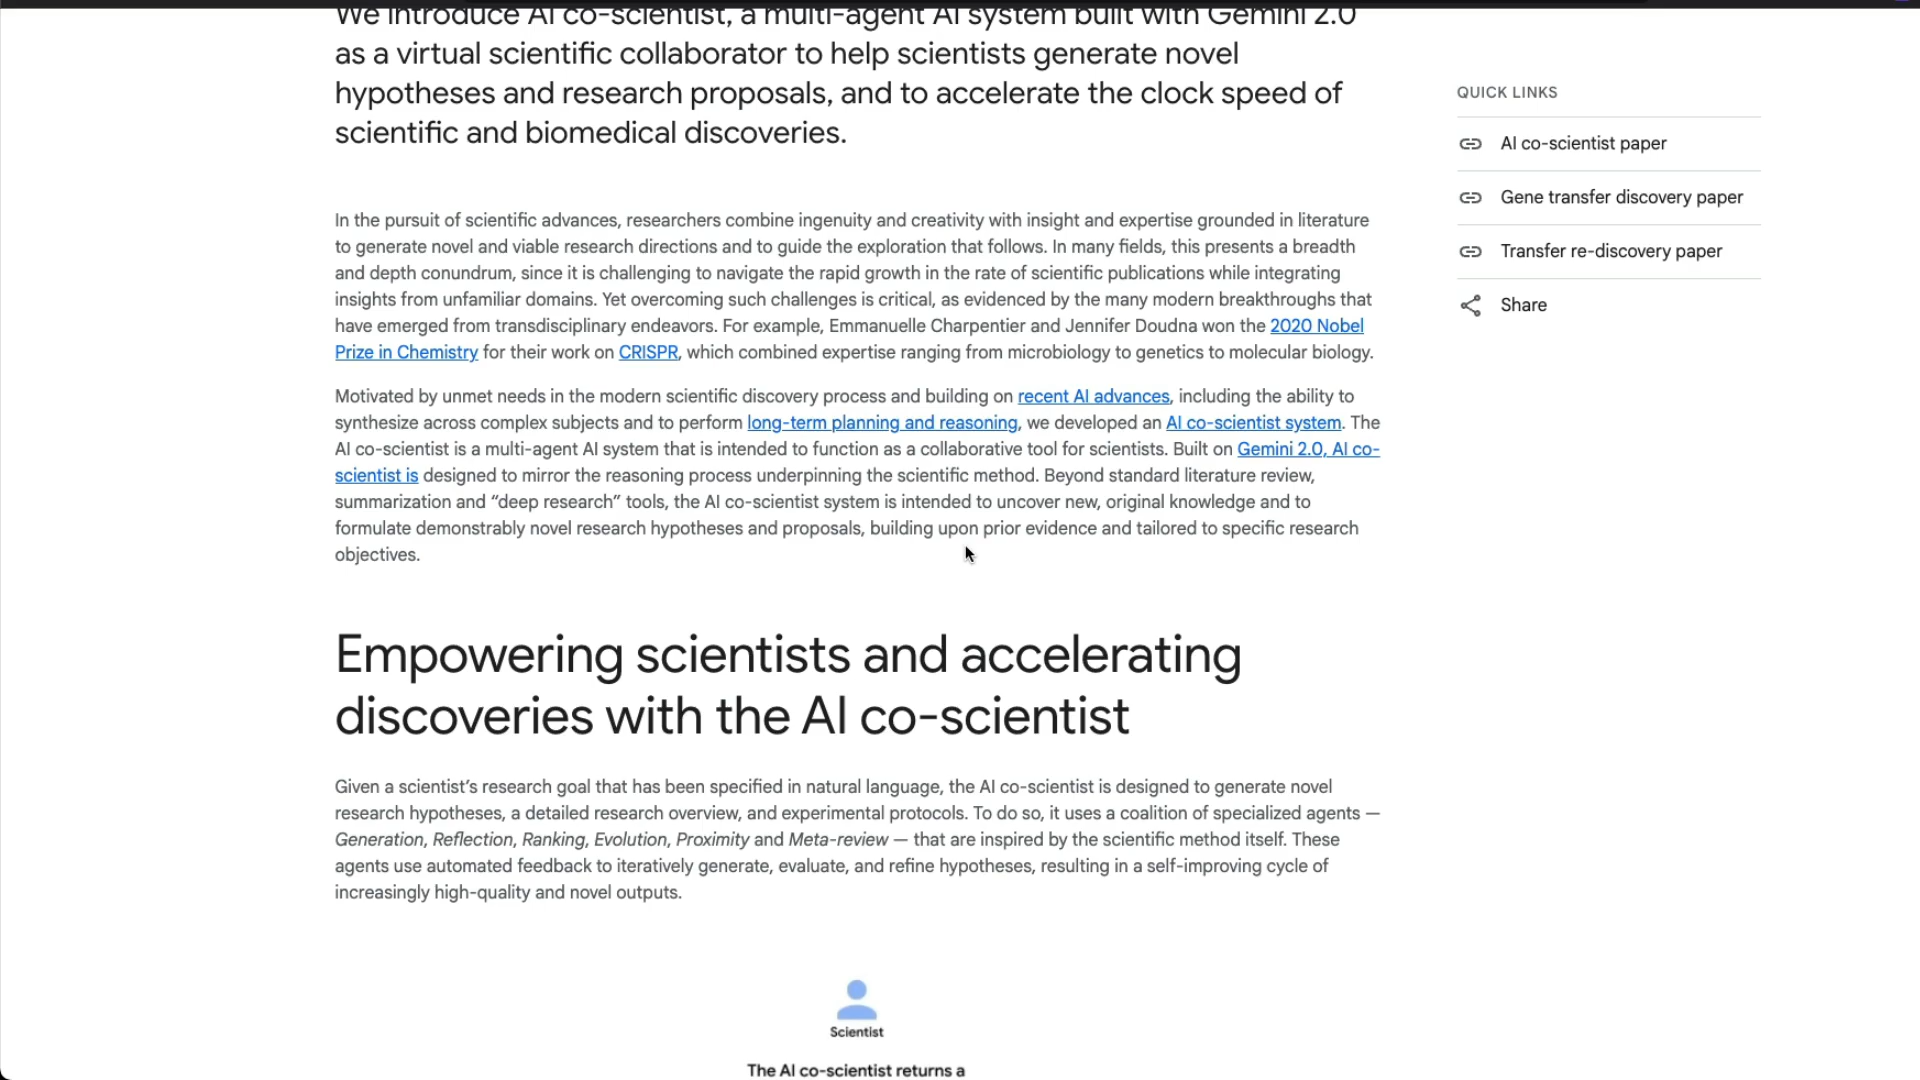 We introduce AI co-scientist, a multi-agent AI system built with Gemini 2.0
as a virtual scientific collaborator to help scientists generate novel
hypotheses and research proposals, and to accelerate the clock speed of
scientific and biomedical discoveries.
QUICK LINKS
AI co-scientist paper
Gene transfer discovery paper
Transfer re-discovery paper
Share
In the pursuit of scientific advances, researchers combine ingenuity and creativity with insight and expertise grounded in literature
to generate novel and viable research directions and to guide the exploration that follows. In many fields, this presents a breadth
and depth conundrum, since it is challenging to navigate the rapid growth in the rate of scientific publications while integrating
insights from unfamiliar domains. Yet overcoming such challenges is critical, as evidenced by the many modern breakthroughs that
have emerged from transdisciplinary endeavors. For example, Emmanuelle Charpentier and Jennifer Doudna won the 2020 Nobel
Prize in Chemistry for their work on CRISPR, which combined expertise ranging from microbiology to genetics to molecular biology.
Motivated by unmet needs in the modern scientific discovery process and building on recent AI advances, including the ability to
synthesize across complex subjects and to perform long-term planning and reasoning, we developed an AI co-scientist system. The
AI co-scientist is a multi-agent AI system that is intended to function as a collaborative tool for scientists. Built on Gemini 2.0, AI co-
scientist is designed to mirror the reasoning process underpinning the scientific method. Beyond standard literature review,
summarization and “deep research” tools, the AI co-scientist system is intended to uncover new, original knowledge and to
formulate demonstrably novel research hypotheses and proposals, building upon prior evidence and tailored to specific research
objectives.
Empowering scientists and accelerating
discoveries with the AI co-scientist
Given a scientist’s research goal that has been specified in natural language, the AI co-scientist is designed to generate novel
research hypotheses, a detailed research overview, and experimental protocols. To do so, it uses a coalition of specialized agents —
Generation, Reflection, Ranking, Evolution, Proximity and Meta-review — that are inspired by the scientific method itself. These
agents use automated feedback to iteratively generate, evaluate, and refine hypotheses, resulting in a self-improving cycle of
increasingly high-quality and novel outputs.
Scientist
The AI co-scientist returns a